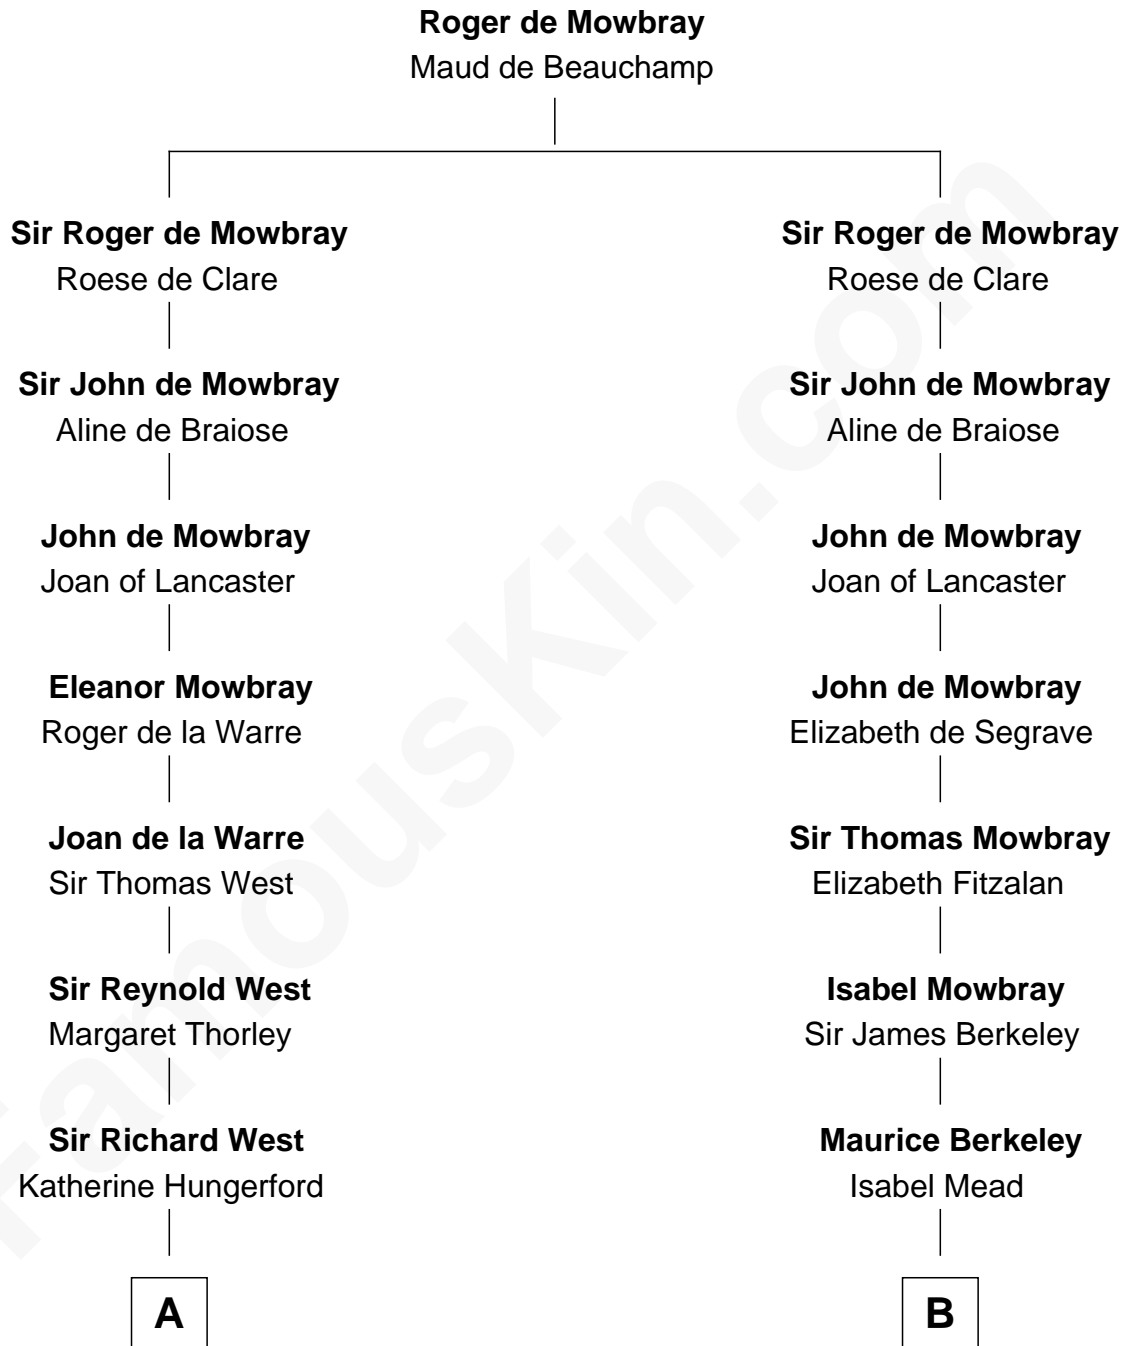 Roger de Mowbray
Maud de Beauchamp
Sir Roger de Mowbray
Roese de Clare
Sir John de Mowbray
Aline de Braiose
John de Mowbray
Joan of Lancaster
Eleanor Mowbray
Roger de la Warre
Joan de la Warre
Sir Thomas West
Sir Reynold West
Margaret Thorley
Sir Richard West
Katherine Hungerford
A
Sir Roger de Mowbray
Roese de Clare
Sir John de Mowbray
Aline de Braiose
John de Mowbray
Joan of Lancaster
John de Mowbray
Elizabeth de Segrave
Sir Thomas Mowbray
Elizabeth Fitzalan
Isabel Mowbray
Sir James Berkeley
Maurice Berkeley
Isabel Mead
B
FamousKin.com